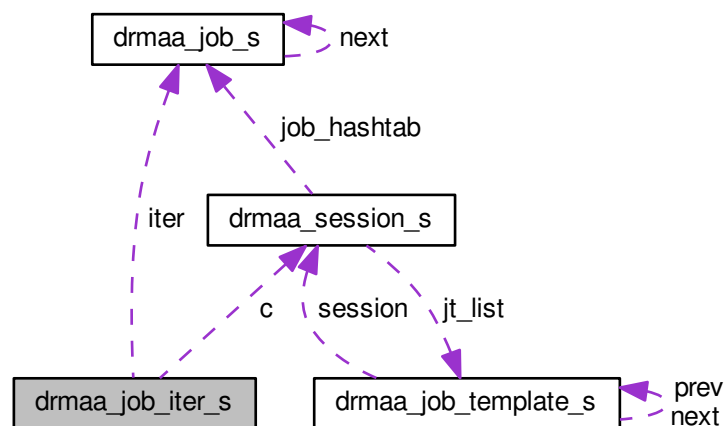 drmaa_job_s
next
job_hashtab
iter
drmaa_session_s
c
session
jt_list
drmaa_job_iter_s
drmaa_job_template_s
prev
next